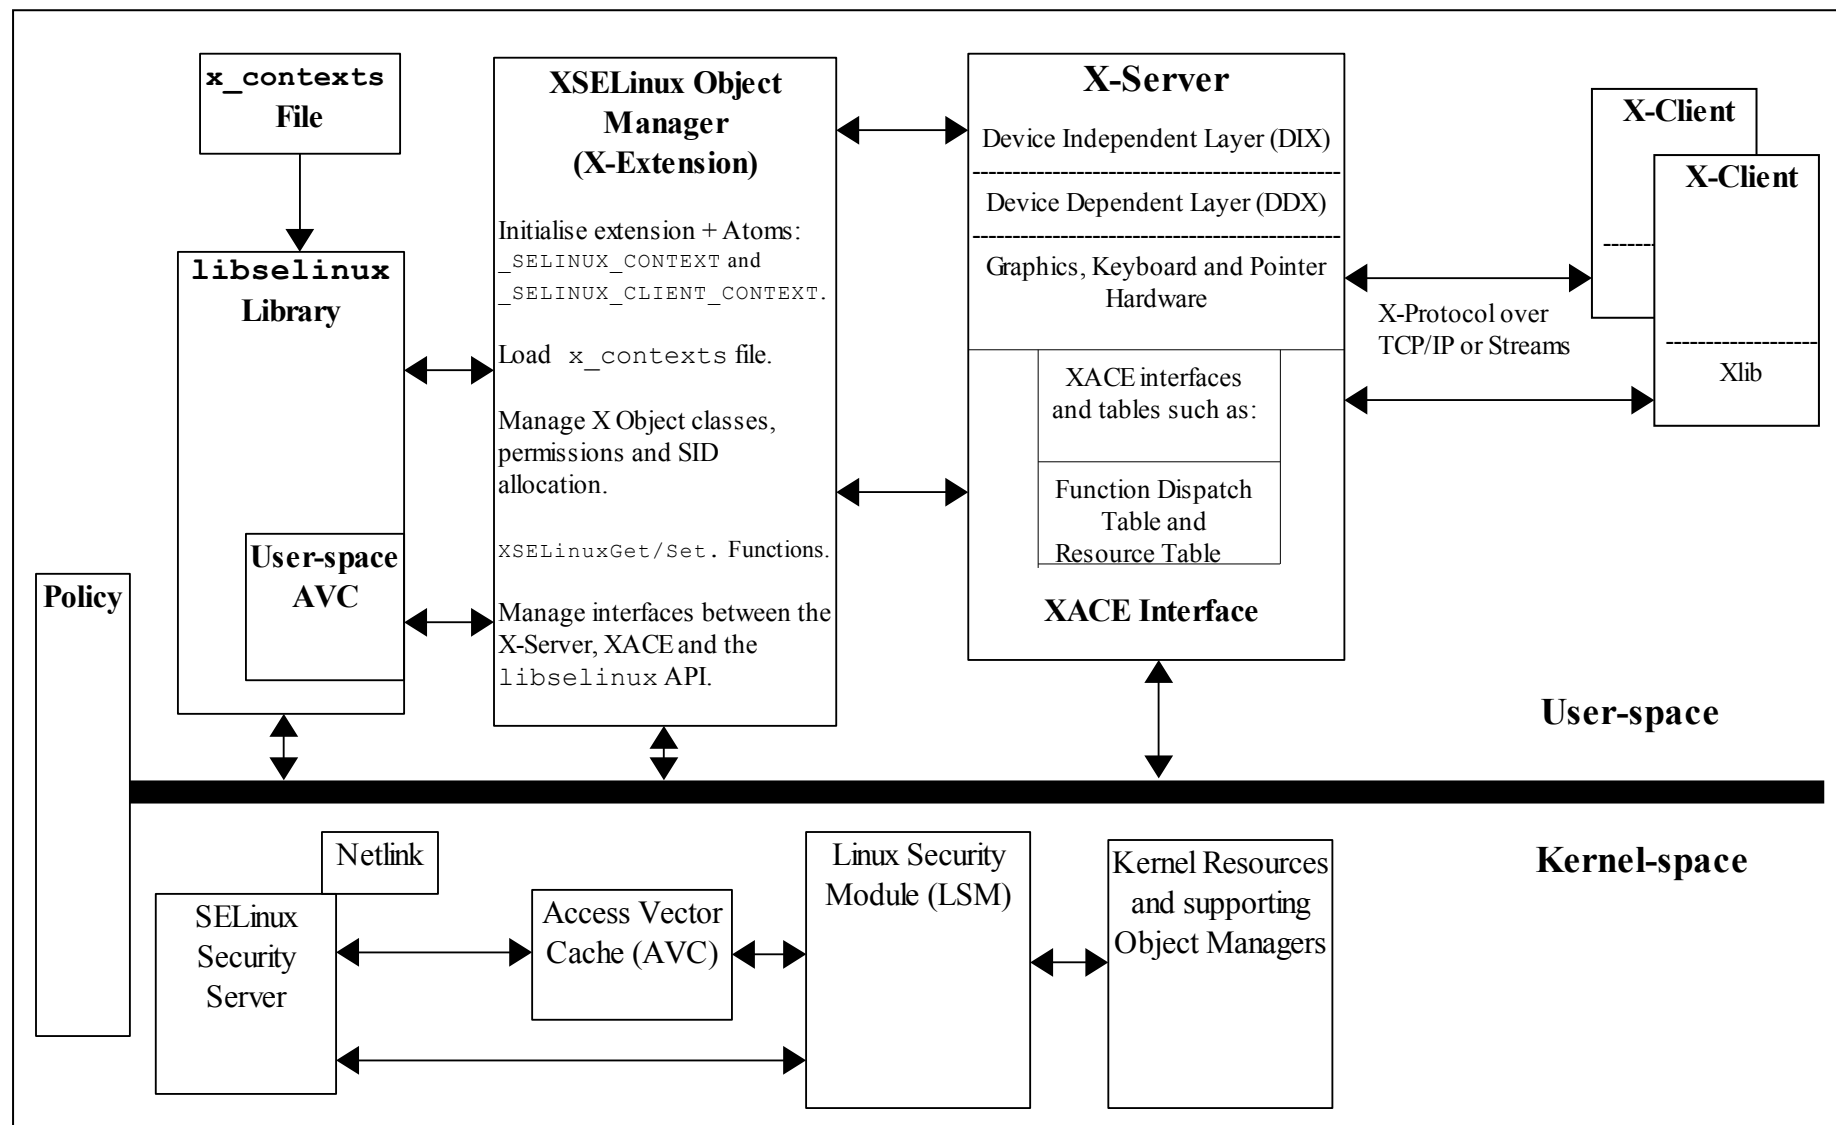 x_contexts
File
libselinux
Library
User-space
AVC
Policy
XSELinux Object
Manager
(X-Extension)
Initialise extension + Atoms:
_SELINUX_CONTEXT and
_SELINUX_CLIENT_CONTEXT.
Load x_contexts file.
Manage X Object classes,
permissions and SID
allocation.
XSELinuxGet/Set. Functions.
Manage interfaces between the
X-Server, XACE and the
libselinux API.
X-Server
Device Independent Layer (DIX)
Device Dependent Layer (DDX)
Graphics, Keyboard and Pointer
Hardware
XACE interfaces
and tables such as:
Function Dispatch
Table and
Resource Table
XACE Interface
X-Protocol over
TCP/IP or Streams
X-Client
X-Client
Xlib
User-space
Kernel-space
Netlink
SELinux
Security
Server
Access Vector
Cache (AVC)
Linux Security
Module (LSM)
Kernel Resources
and supporting
Object Managers